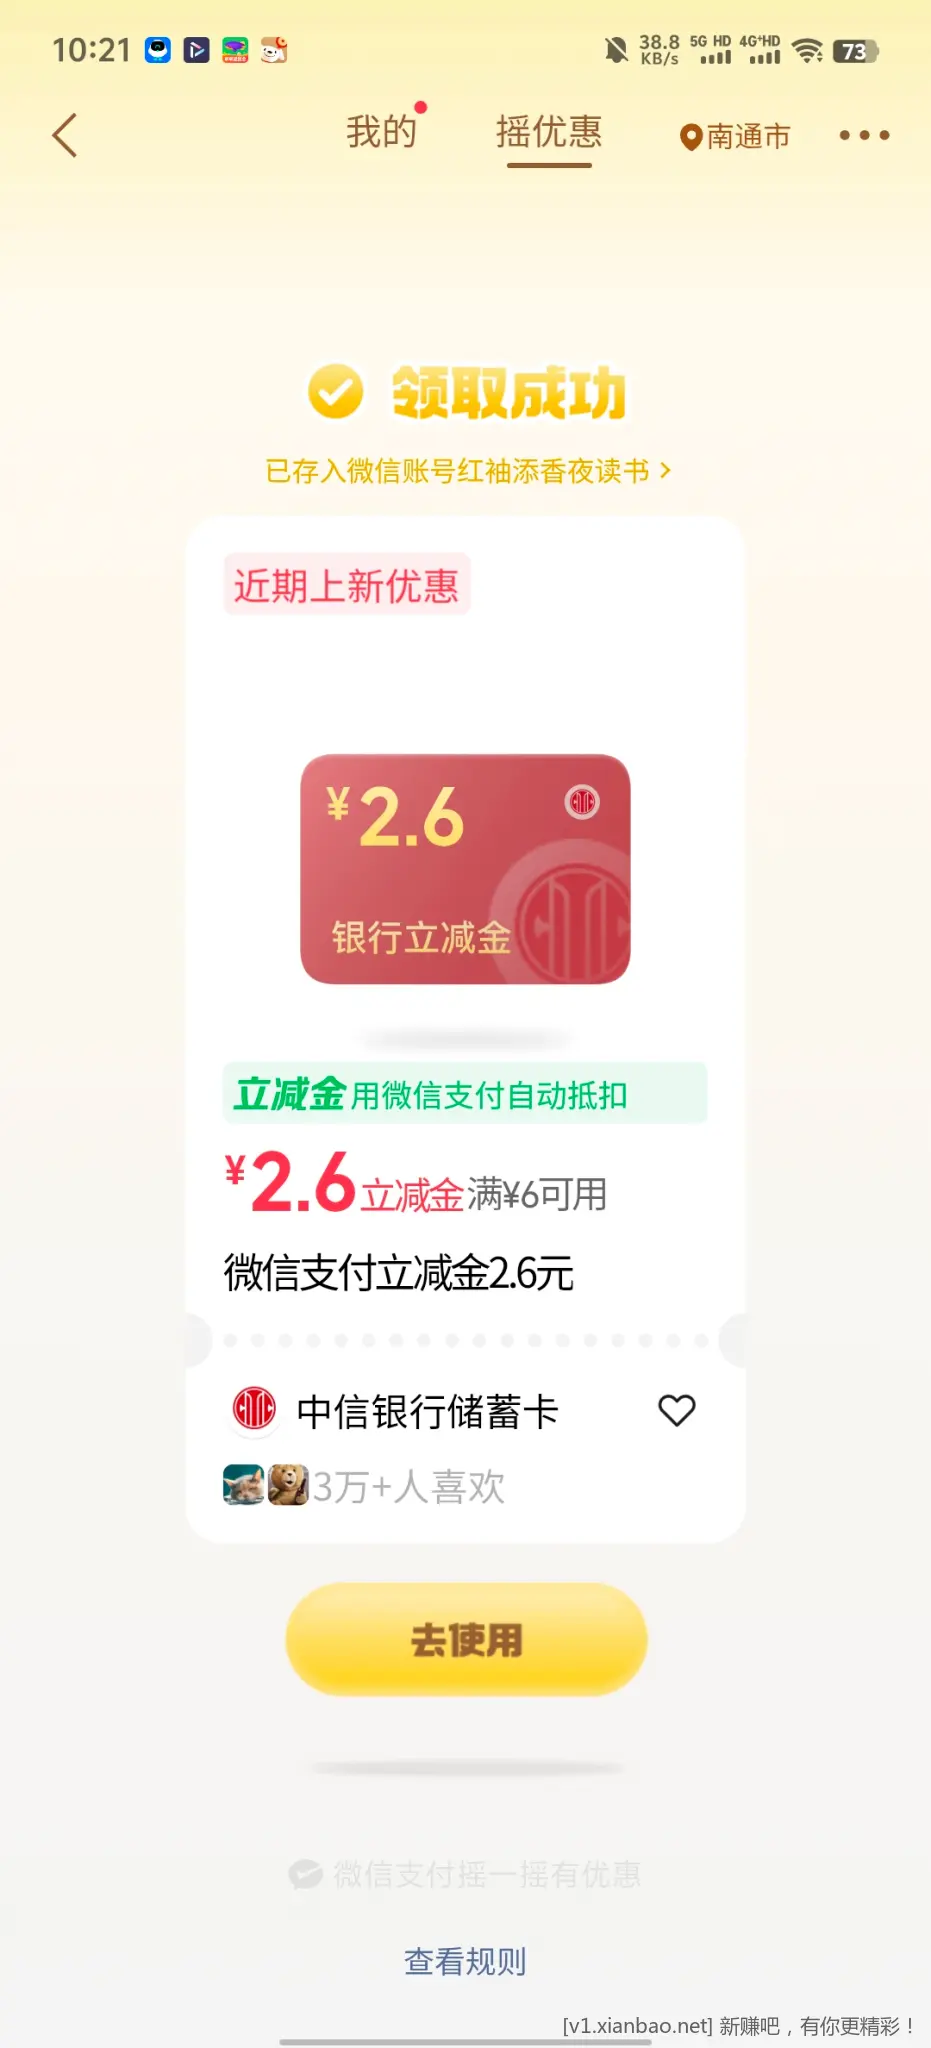 10:21 38.8 KB/s 5G HD 4G+HD 73
我的 摇优惠 南通市
领取成功
已存入微信账号红袖添香夜读书
近期上新优惠
¥2.6
银行立减金
立减金用微信支付自动抵扣
¥2.6立减金满¥6可用
微信支付立减金2.6元
中信银行储蓄卡
3万+人喜欢
去使用
微信支付摇一摇有优惠
查看规则
[v1.xianbao.net] 新赚吧，有你更精彩！